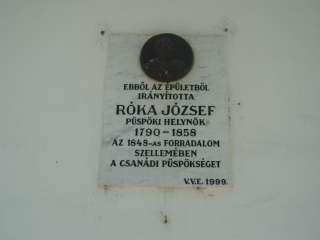 EBBŐL AZ ÉPÜLETBŐL
IRÁNYÍTOTTA
RÓKA JÓZSEF
PÜSPÖKI HELYNÖK
1790-1858
AZ 1848-AS FORRADALOM
SZELLEMÉBEN
A CSANÁDI PÜSPÖKSÉGET
V.V.E. 1999.